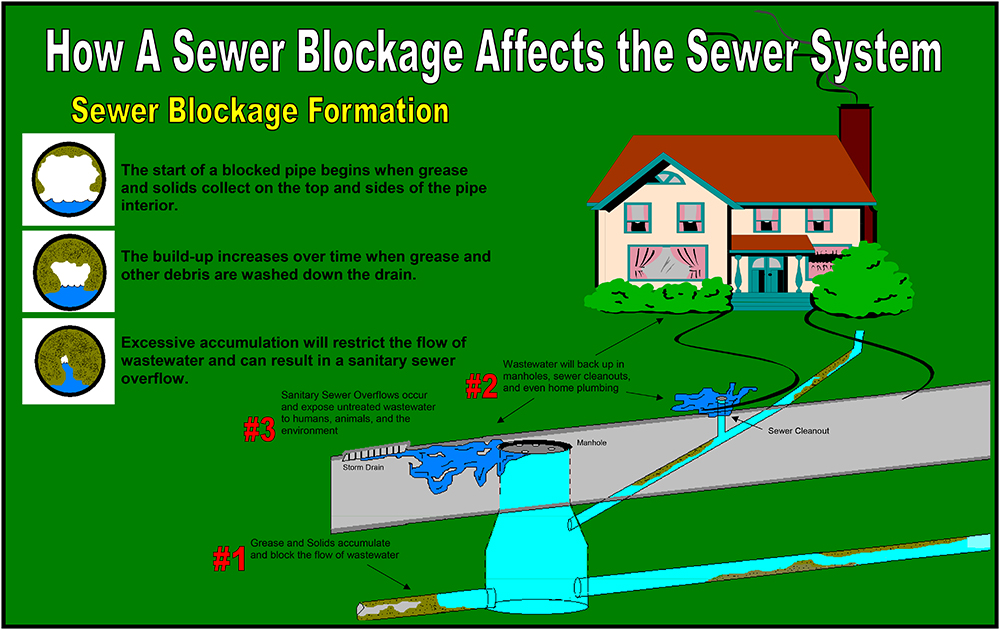 How A Sewer Blockage Affects the Sewer System
Sewer Blockage Formation
The start of a blocked pipe begins when grease
and solids collect on the top and sides of the pipe
interior.
The build-up increases over time when grease and
other debris are washed down the drain.
Excessive accumulation will restrict the flow of
wastewater and can result in a sanitary sewer
overflow.
#2
Wastewater will back up in
manholes, sewer cleanouts,
and even home plumbing
#3
Sanitary Sewer Overflows occur
and expose untreated wastewater
to humans, animals, and the
environment
Sewer Cleanout
Manhole
Storm Drain
#1
Grease and Solids accumulate
and block the flow of wastewater